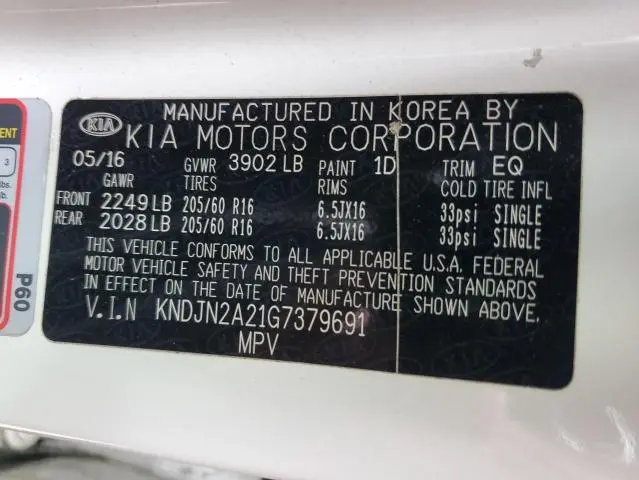 MANUFACTURED IN KOREA BY
KIA KIA MOTORS CORPORATION
05/16 GVWR 3902 LB PAINT 1D TRIM EQ
GAWR TIRES RIMS COLD TIRE INFL
FRONT 2249 LB 205/60 R16 6.5JX16 33psi SINGLE
REAR 2028 LB 205/60 R16 6.5JX16 33psi SINGLE
THIS VEHICLE CONFORMS TO ALL APPLICABLE U.S.A. FEDERAL
MOTOR VEHICLE SAFETY AND THEFT PREVENTION STANDARDS
IN EFFECT ON THE DATE OF MANUFACTURE SHOWN ABOVE.
V.I.N KNDJN2A21G7379691
MPV
3
P60